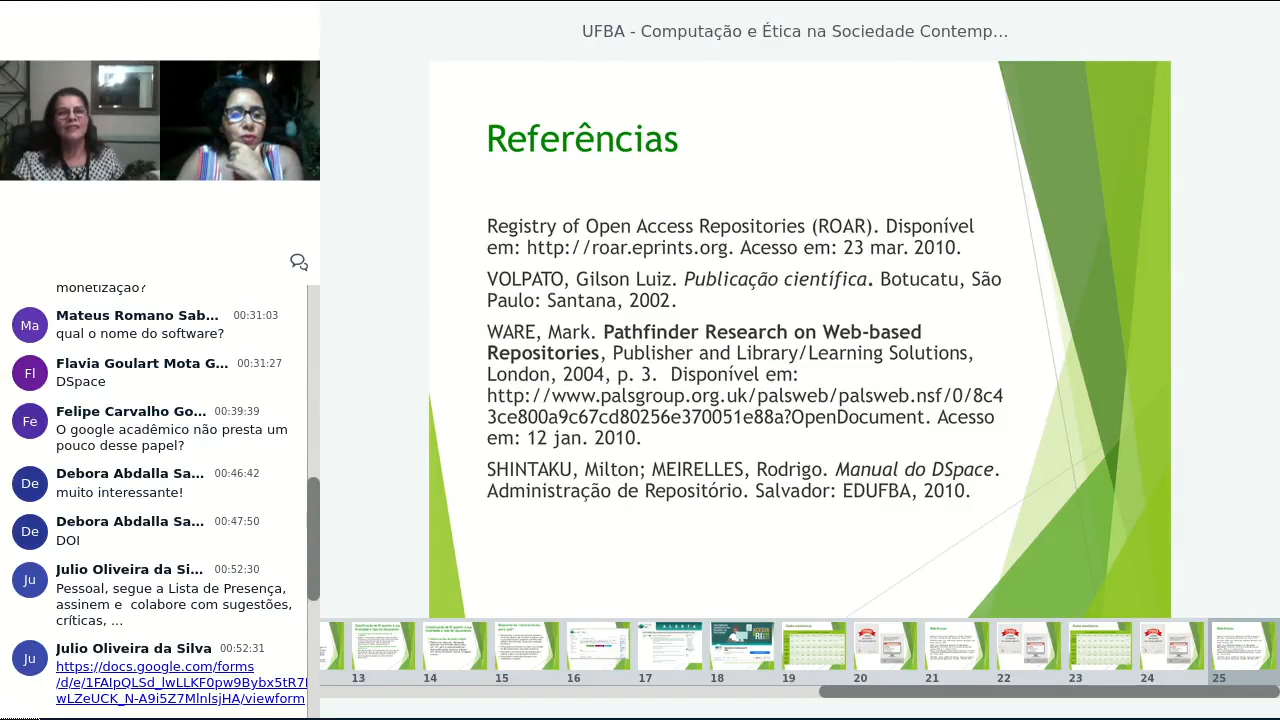 UFBA - Computação e Ética na Sociedade Contemp...
Referências
Registry of Open Access Repositories (ROAR). Disponível
em: http://roar.eprints.org. Acesso em: 23 mar. 2010.
VOLPATO, Gilson Luiz. Publicação científica. Botucatu, São
Paulo: Santana, 2002.
WARE, Mark. Pathfinder Research on Web-based
Repositories, Publisher and Library/Learning Solutions,
London, 2004, p. 3. Disponível em:
http://www.palsgroup.org.uk/palsweb/palsweb.nsf/0/8c4
3ce800a9c67cd80256e370051e88a?OpenDocument. Acesso
em: 12 jan. 2010.
SHINTAKU, Milton; MEIRELLES, Rodrigo. Manual do DSpace.
Administração de Repositório. Salvador: EDUFBA, 2010.
monetização?
Ma
Mateus Romano Sab... 00:31:03
qual o nome do software?
Fl
Flavia Goulart Mota G... 00:31:27
DSpace
Fe
Felipe Carvalho Go... 00:39:39
O google acadêmico não presta um
pouco desse papel?
De
Debora Abdalla Sa... 00:46:42
muito interessante!
De
Debora Abdalla Sa... 00:47:50
DOI
Ju
Julio Oliveira da Si... 00:52:30
Pessoal, segue a Lista de Presença,
assinem e colabore com sugestões,
críticas, ...
Ju
Julio Oliveira da Silva 00:52:31
https://docs.google.com/forms
wLZeUCK_N-A9i5Z7MlnlsjHA/viewform
13 14 15 16 17 18 19 20 21 22 23 24 25